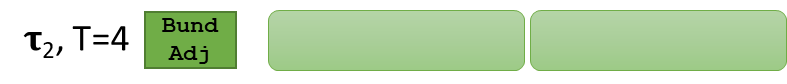 τ₂, T=4
Bund
Adj